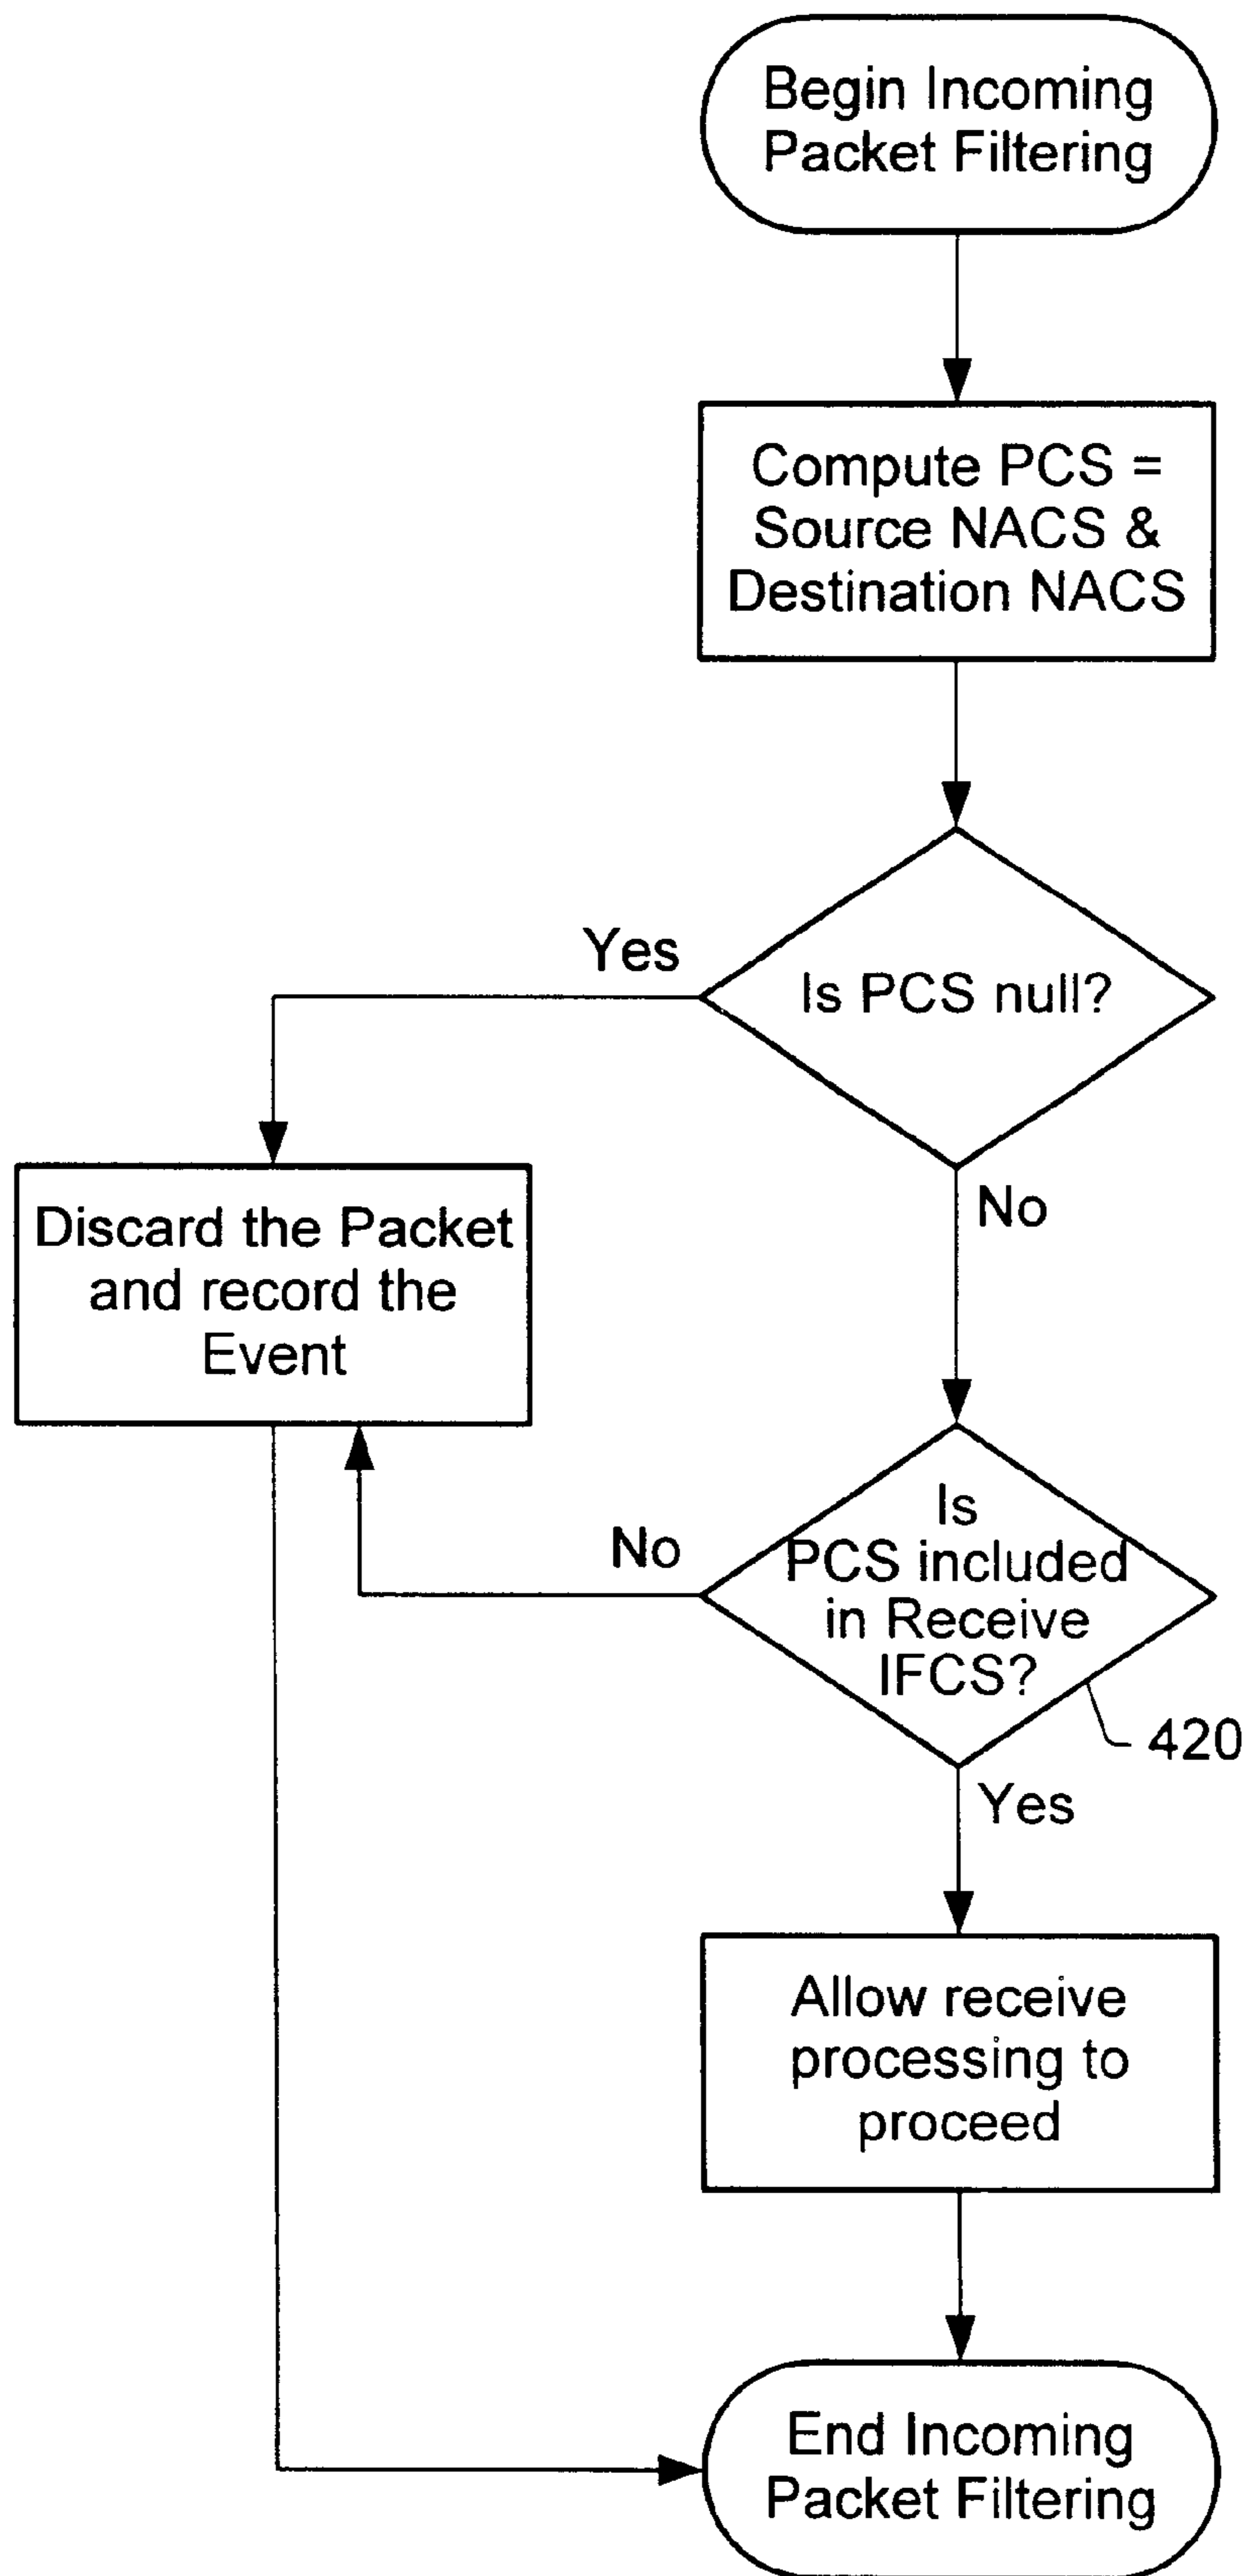 Begin Incoming
Packet Filtering
Compute PCS =
Source NACS &
Destination NACS
Yes
Is PCS null?
No
Discard the Packet
and record the
Event
No
Is
PCS included
in Receive
IFCS?
420
Yes
Allow receive
processing to
proceed
End Incoming
Packet Filtering